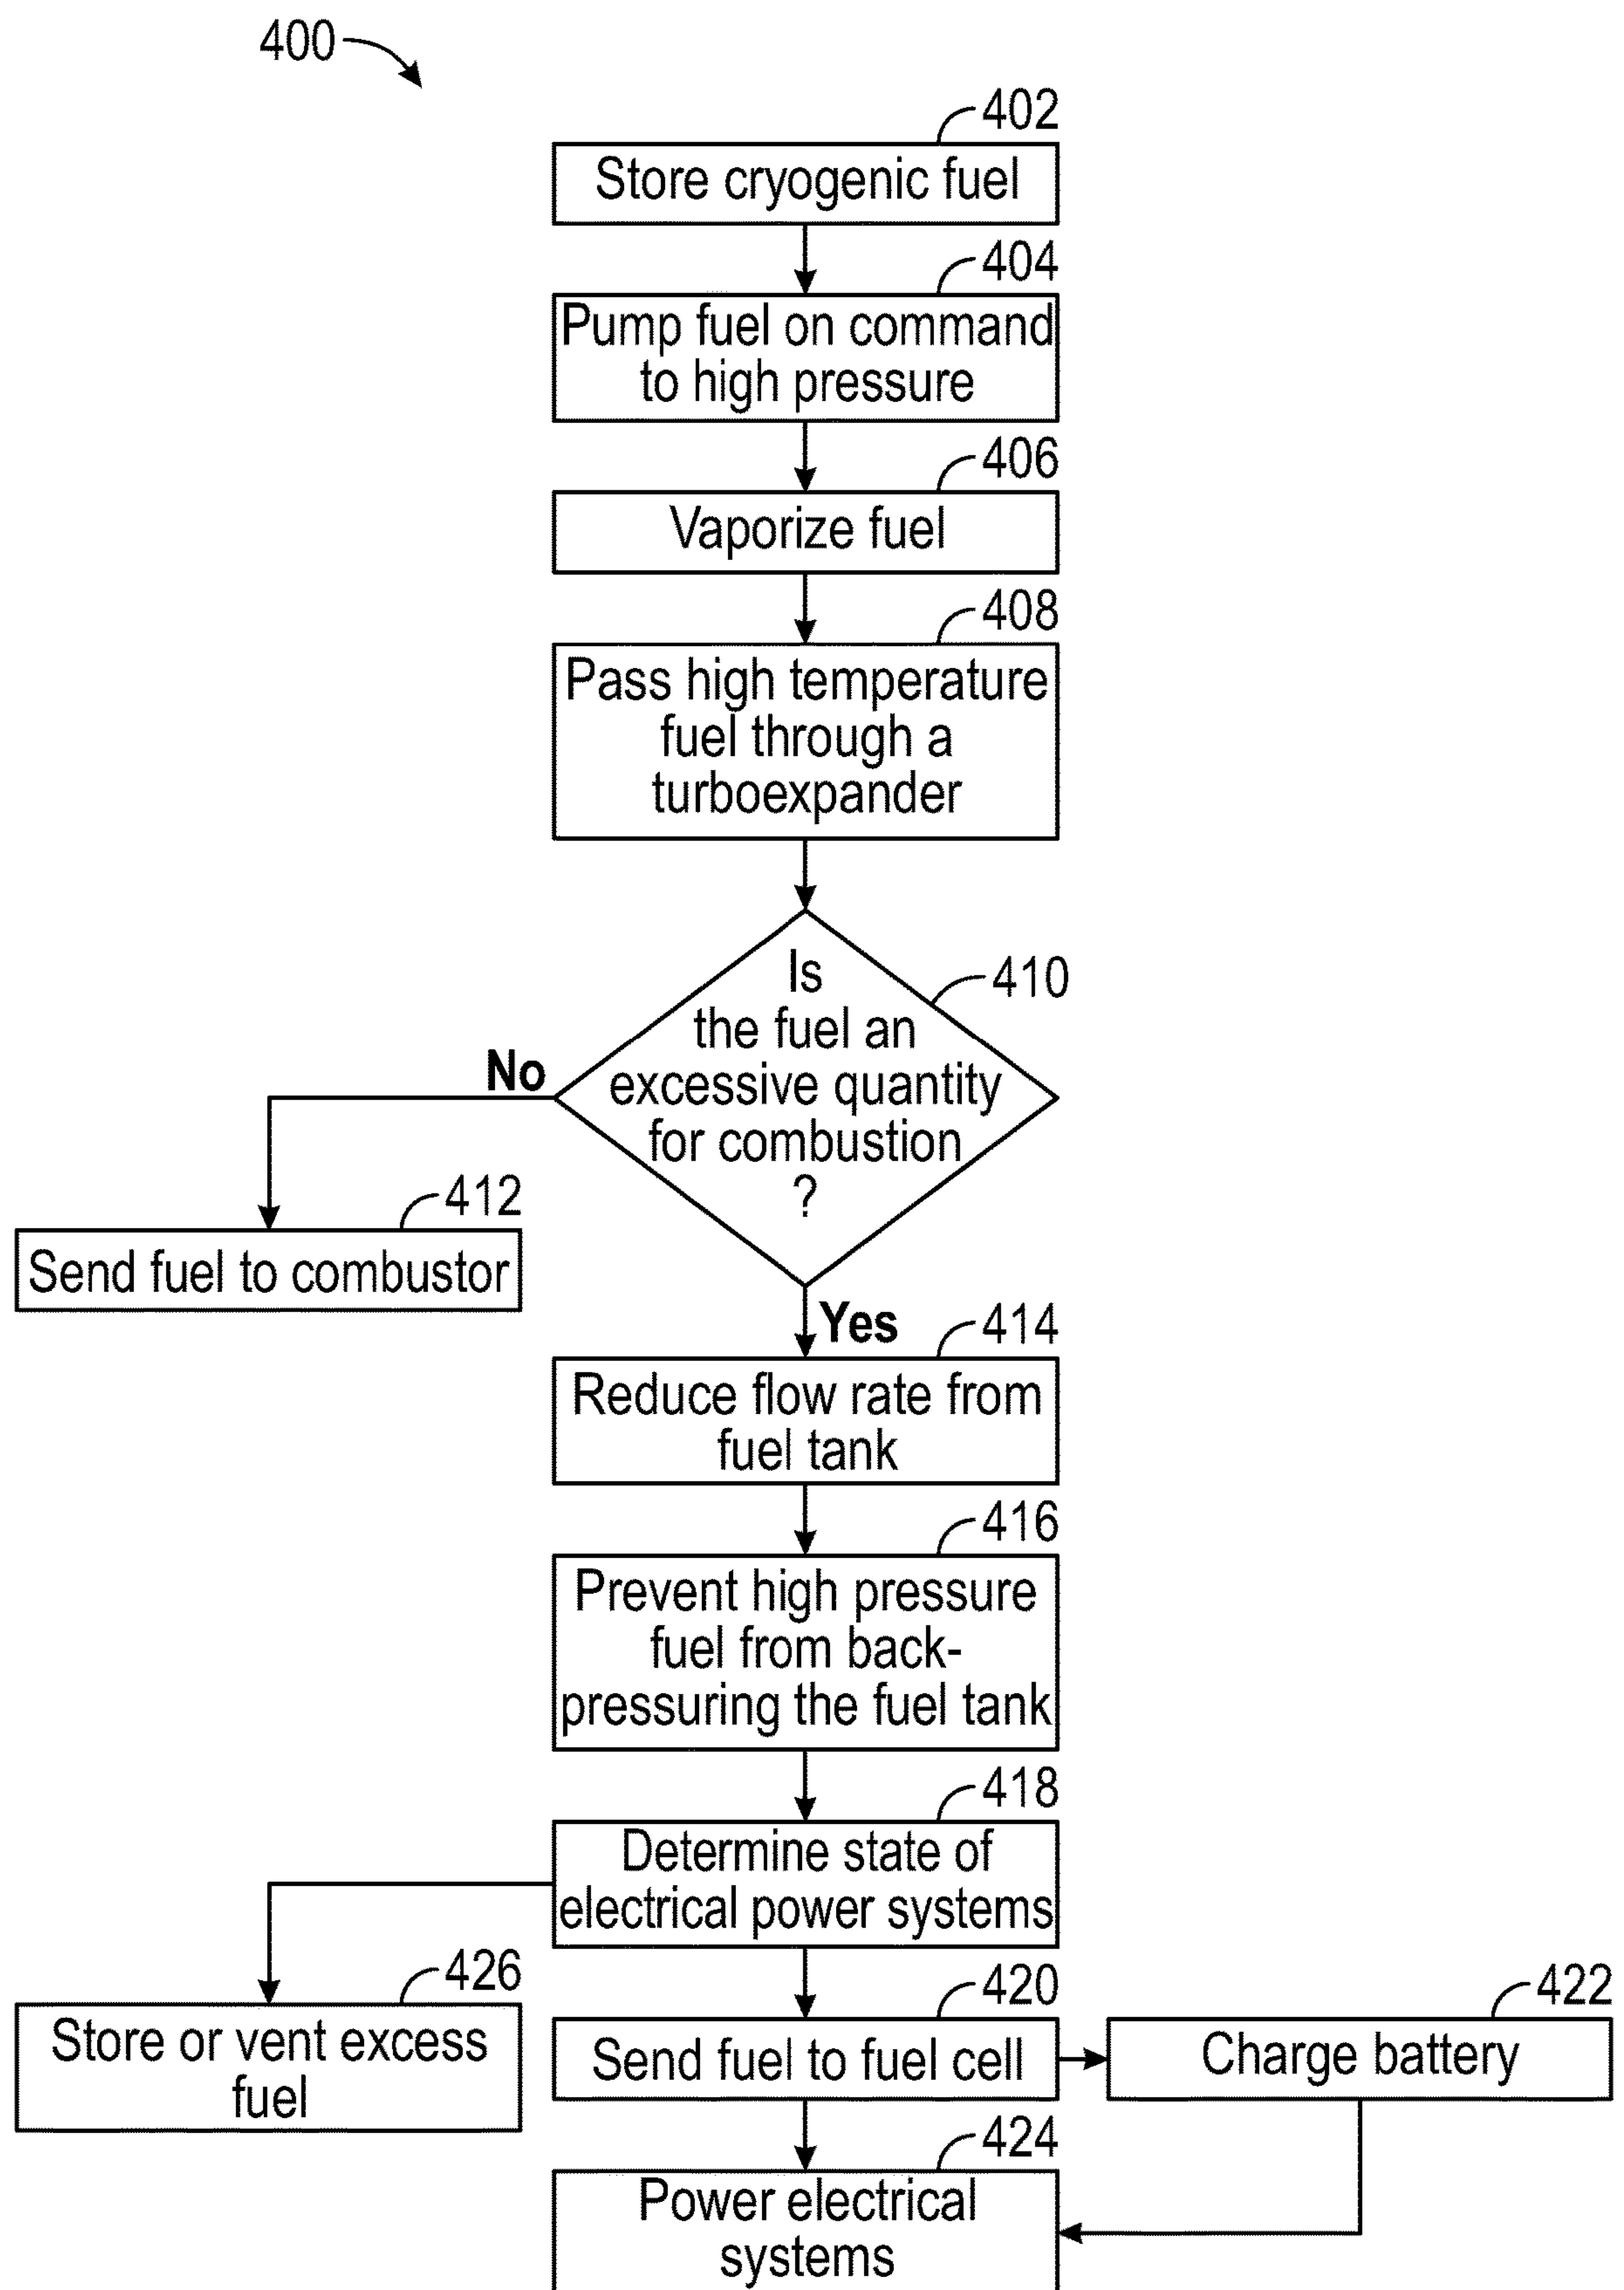 400
402
Store cryogenic fuel
404
Pump fuel on command
to high pressure
406
Vaporize fuel
408
Pass high temperature
fuel through a
turboexpander
410
Is
the fuel an
excessive quantity
for combustion
?
No
412
Send fuel to combustor
Yes
414
Reduce flow rate from
fuel tank
416
Prevent high pressure
fuel from back-
pressuring the fuel tank
418
Determine state of
electrical power systems
426
Store or vent excess
fuel
420
Send fuel to fuel cell
422
Charge battery
424
Power electrical
systems